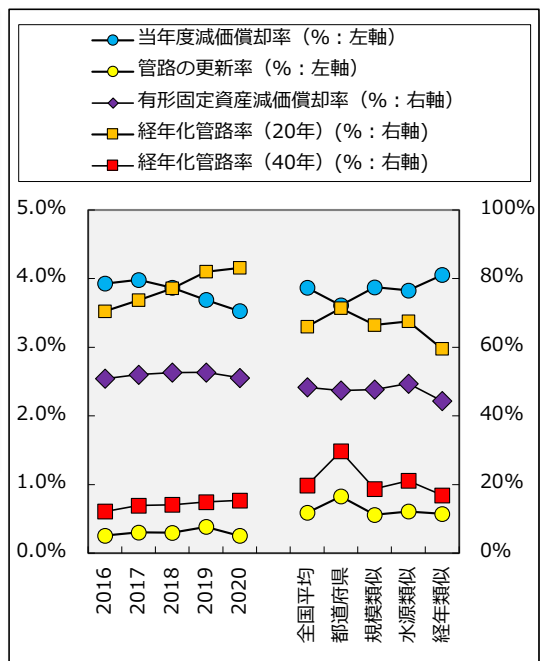 当年度減価償却率（%：左軸）
管路の更新率（%：左軸）
有形固定資産減価償却率（%：右軸）
経年化管路率（20年）(%：右軸)
経年化管路率（40年）(%：右軸)
5.0%
4.0%
3.0%
2.0%
1.0%
0.0%
100%
80%
60%
40%
20%
0%
2016
2017
2018
2019
2020
全国平均
都道府県
規模類似
水源類似
経年類似